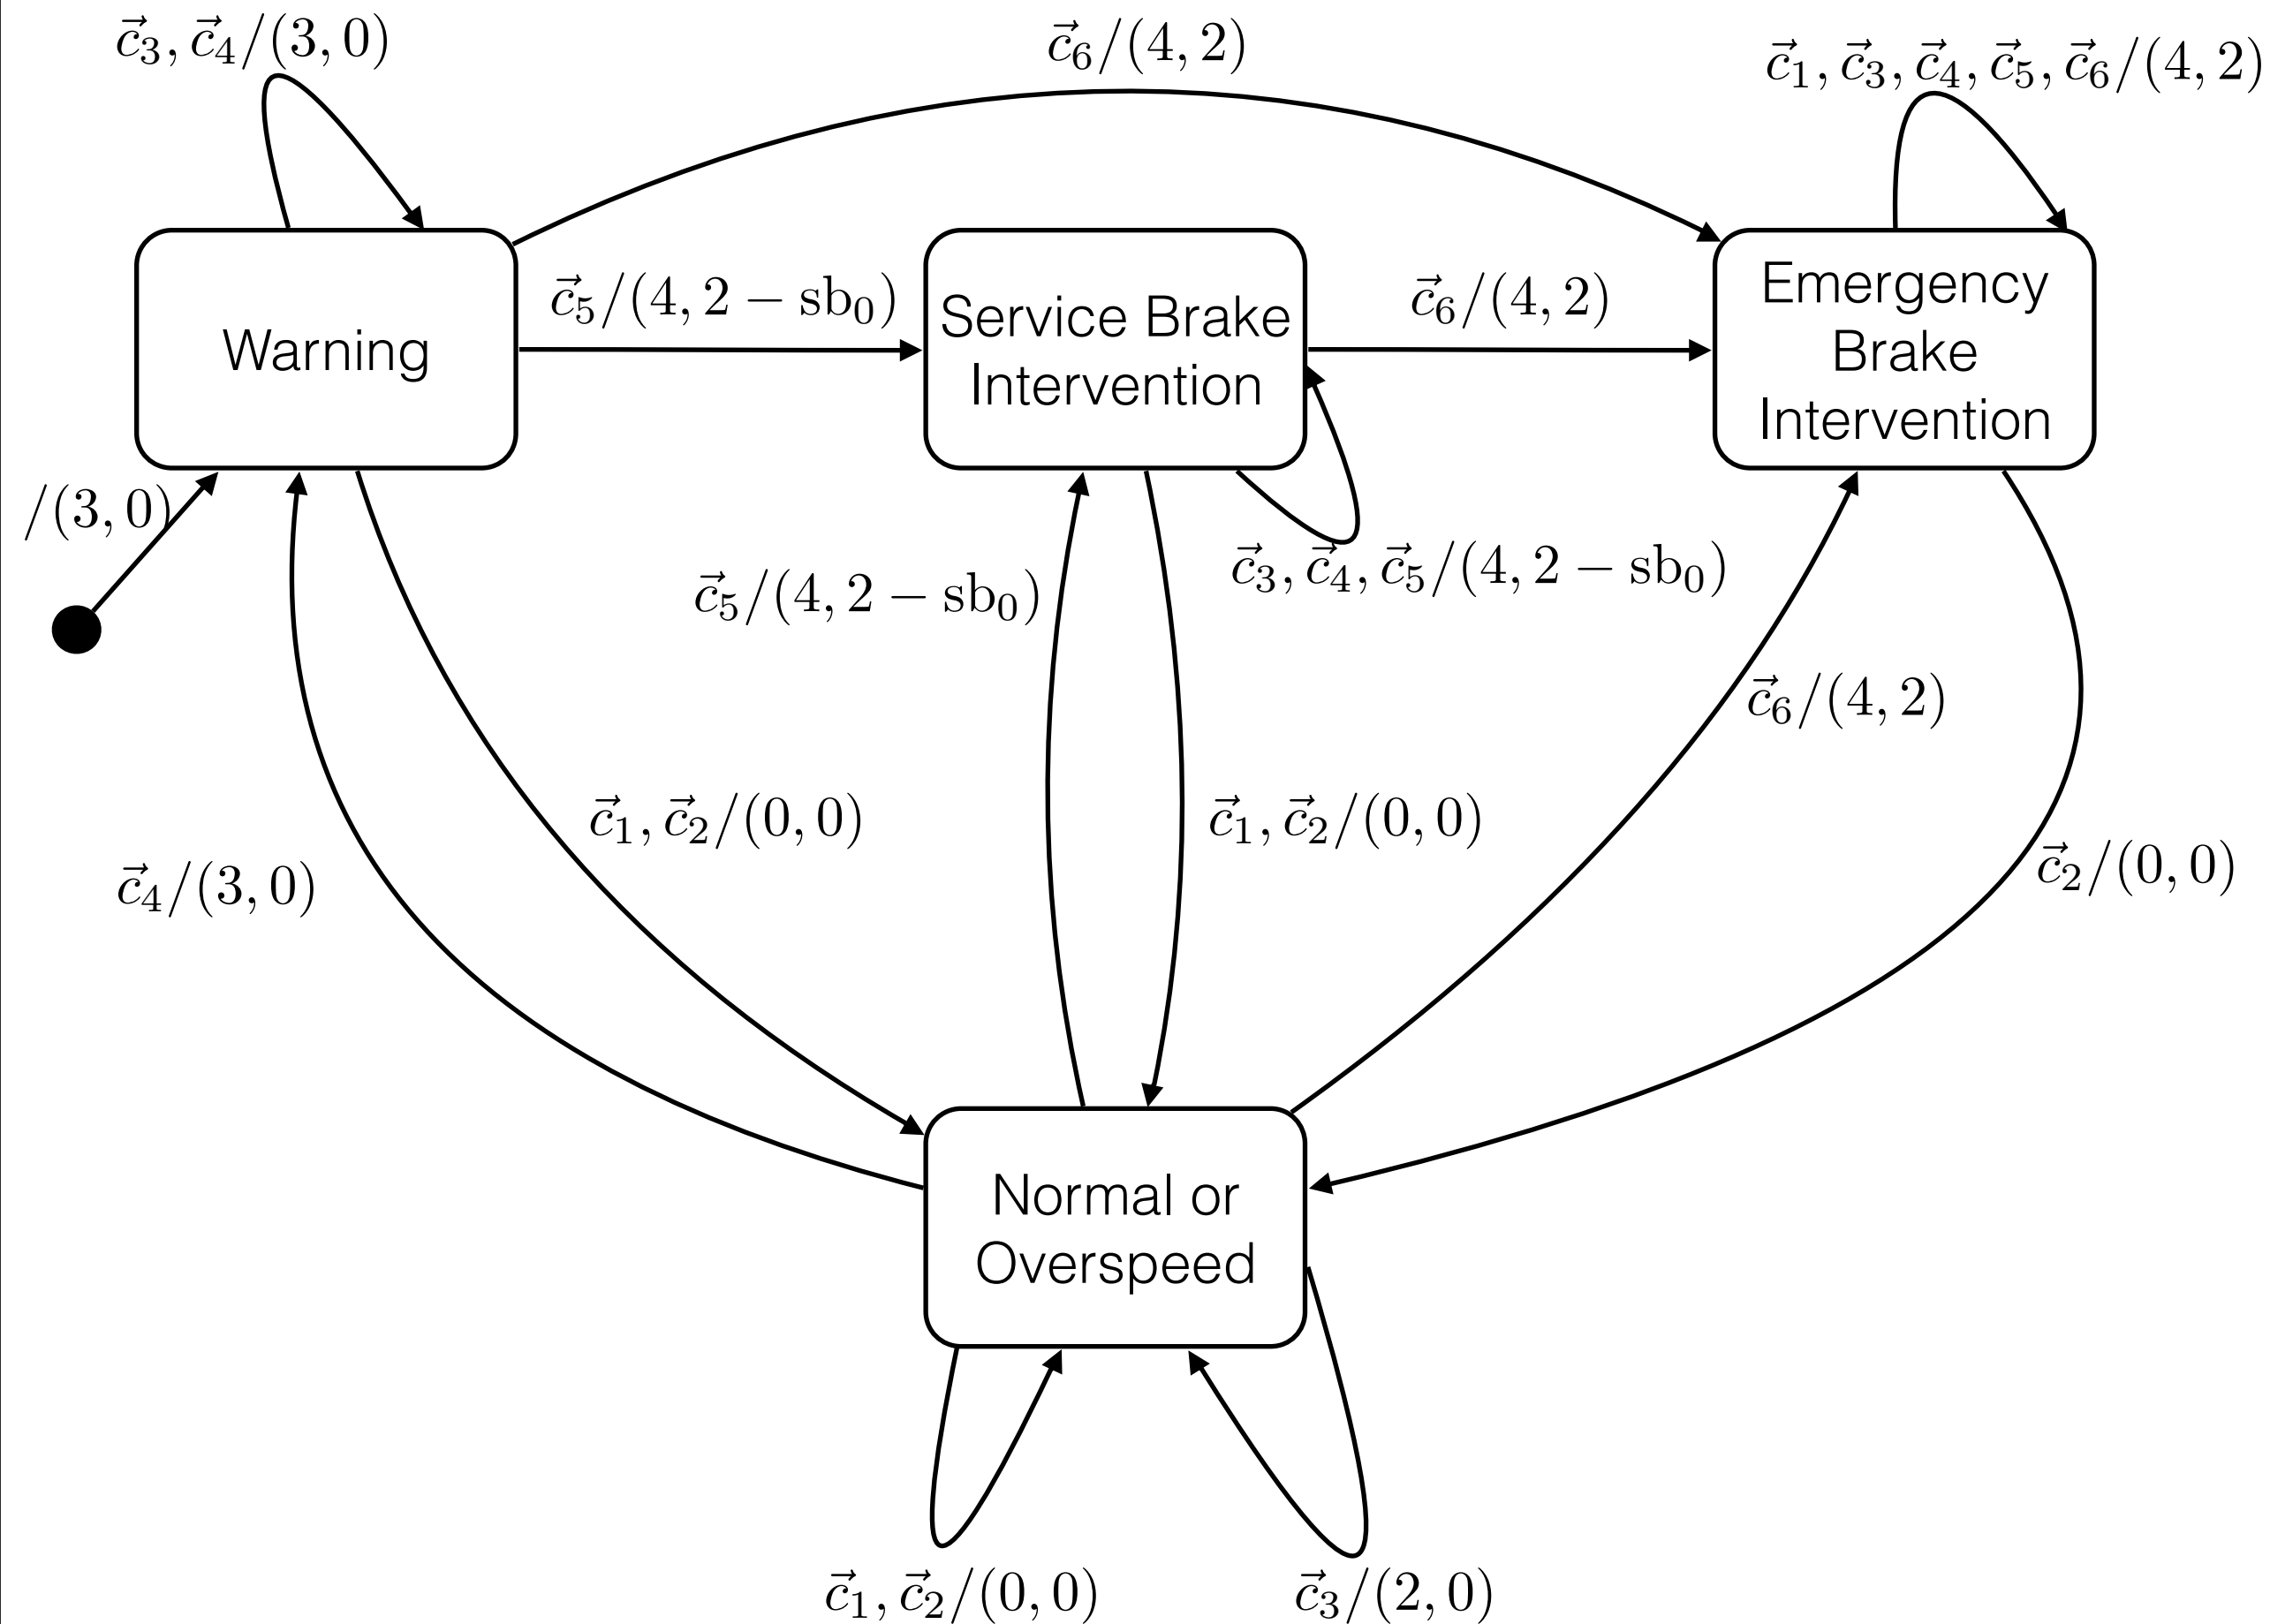 c⃗₃, c⃗₄/(3, 0)
c⃗₆/(4, 2)
c⃗₁, c⃗₃, c⃗₄, c⃗₅, c⃗₆/(4, 2)
Warning
c⃗₅/(4, 2 − sb₀)
Service Brake
Intervention
c⃗₆/(4, 2)
Emergency
Brake
Intervention
/(3, 0)
c⃗₅/(4, 2 − sb₀)
c⃗₃, c⃗₄, c⃗₅/(4, 2 − sb₀)
c⃗₆/(4, 2)
c⃗₁, c⃗₂/(0, 0)
c⃗₁, c⃗₂/(0, 0)
c⃗₄/(3, 0)
c⃗₂/(0, 0)
Normal or
Overspeed
c⃗₁, c⃗₂/(0, 0)
c⃗₃/(2, 0)